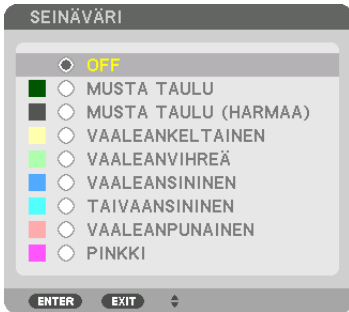 SEINÄVÄRI
OFF
MUSTA TAULU
MUSTA TAULU (HARMAA)
VAALEANKELTAINEN
VAALEANVIHREÄ
VAALEANSININEN
TAIVAANSININEN
VAALEANPUNAINEN
PINKKI
ENTER EXIT